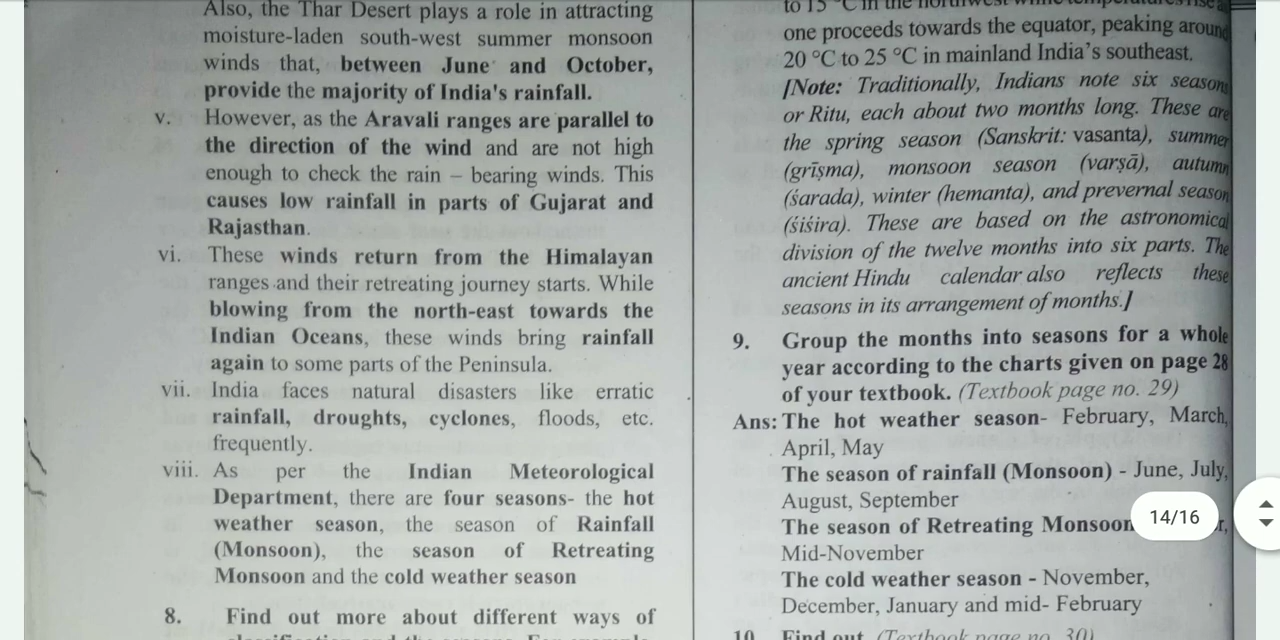 Also, the Thar Desert plays a role in attracting
moisture-laden south-west summer monsoon
winds that, between June and October,
provide the majority of India's rainfall.
v. However, as the Aravali ranges are parallel to
the direction of the wind and are not high
enough to check the rain – bearing winds. This
causes low rainfall in parts of Gujarat and
Rajasthan.
vi. These winds return from the Himalayan
ranges and their retreating journey starts. While
blowing from the north-east towards the
Indian Oceans, these winds bring rainfall
again to some parts of the Peninsula.
vii. India faces natural disasters like erratic
rainfall, droughts, cyclones, floods, etc.
frequently.
viii. As per the Indian Meteorological
Department, there are four seasons- the hot
weather season, the season of Rainfall
(Monsoon), the season of Retreating
Monsoon and the cold weather season
8. Find out more about different ways of
to 15 °C in the northwest
one proceeds towards the equator, peaking around
20 °C to 25 °C in mainland India's southeast.
[Note: Traditionally, Indians note six seasons
or Ritu, each about two months long. These are
the spring season (Sanskrit: vasanta), summer
(grīṣma), monsoon season (varṣā), autumn
(śarada), winter (hemanta), and prevernal season
(śiśira). These are based on the astronomical
division of the twelve months into six parts. The
ancient Hindu calendar also reflects these
seasons in its arrangement of months.]
9. Group the months into seasons for a whole
year according to the charts given on page 28
of your textbook. (Textbook page no. 29)
Ans: The hot weather season- February, March,
April, May
The season of rainfall (Monsoon) - June, July,
August, September
The season of Retreating Monsoon
Mid-November
The cold weather season - November,
December, January and mid- February
10. Find out (Textbook page no. 30)
14/16